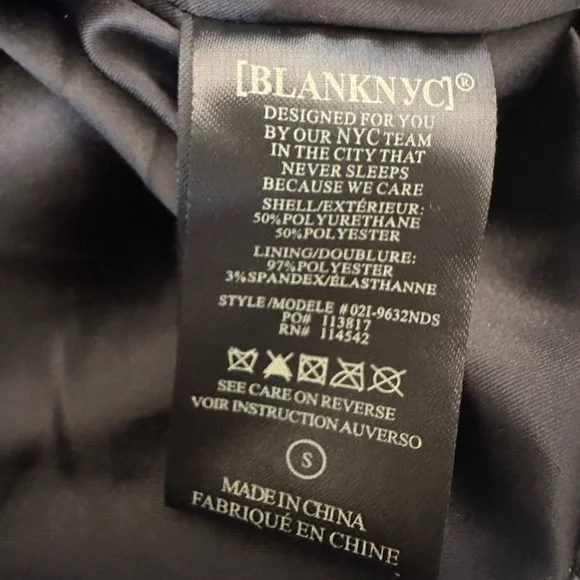 [BLANKNYC]®
DESIGNED FOR YOU
BY OUR NYC TEAM
IN THE CITY THAT
NEVER SLEEPS
BECAUSE WE CARE
SHELL/EXTÉRIEUR:
50%POLYURETHANE
50%POLYESTER
LINING/DOUBLURE:
97%POLYESTER
3%SPANDEX/ÉLASTHANNE
STYLE/MODELE #02I-9632NDS
PO# 113817
RN# 114542
SEE CARE ON REVERSE
VOIR INSTRUCTION AUVERSO
S
MADE IN CHINA
FABRIQUÉ EN CHINE